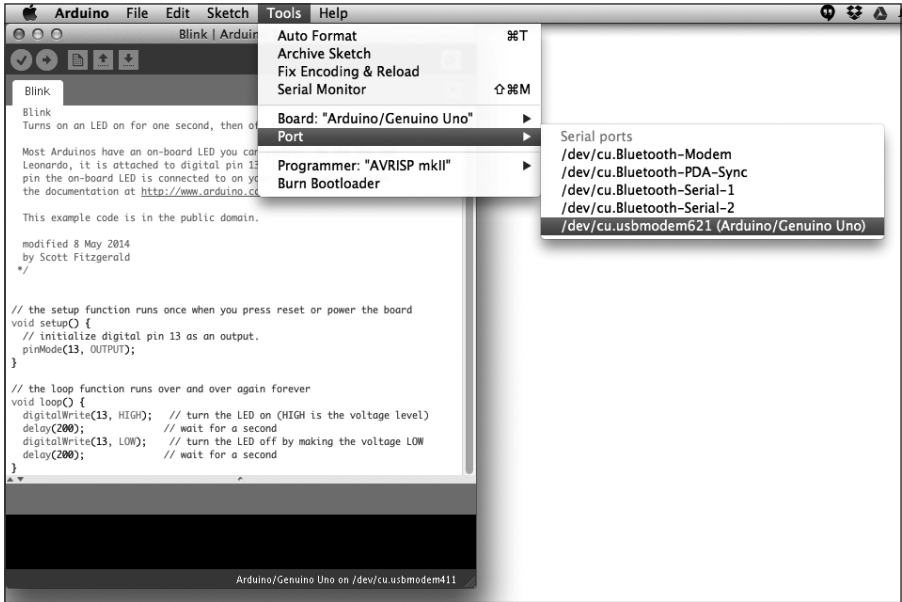 Arduino File Edit Sketch Tools Help
Blink | Arduin
Auto Format ⌘T
Archive Sketch
Fix Encoding & Reload
Serial Monitor ⇧⌘M
Board: "Arduino/Genuino Uno"
Port
Programmer: "AVRISP mkII"
Burn Bootloader
Serial ports
/dev/cu.Bluetooth-Modem
/dev/cu.Bluetooth-PDA-Sync
/dev/cu.Bluetooth-Serial-1
/dev/cu.Bluetooth-Serial-2
/dev/cu.usbmodem621 (Arduino/Genuino Uno)
Blink
Blink
Turns on an LED on for one second, then of
Most Arduinos have an on-board LED you can
Leonardo, it is attached to digital pin 13
pin the on-board LED is connected to on yo
the documentation at http://www.arduino.cc
This example code is in the public domain.
modified 8 May 2014
by Scott Fitzgerald
*/
// the setup function runs once when you press reset or power the board
void setup() {
// initialize digital pin 13 as an output.
pinMode(13, OUTPUT);
}
// the loop function runs over and over again forever
void loop() {
digitalWrite(13, HIGH); // turn the LED on (HIGH is the voltage level)
delay(200); // wait for a second
digitalWrite(13, LOW); // turn the LED off by making the voltage LOW
delay(200); // wait for a second
}
Arduino/Genuino Uno on /dev/cu.usbmodem411